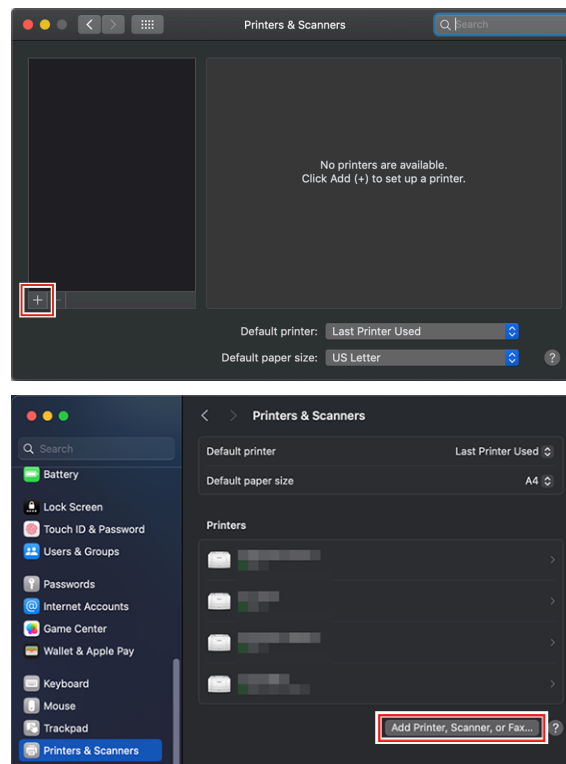 Printers & Scanners
Search
No printers are available.
Click Add (+) to set up a printer.
Default printer: Last Printer Used
Default paper size: US Letter
?
Printers & Scanners
Search
Default printer Last Printer Used
Battery
Default paper size A4
Lock Screen
Touch ID & Password
Printers
Users & Groups
Passwords
Internet Accounts
Game Center
Wallet & Apple Pay
Keyboard
Mouse
Trackpad
Add Printer, Scanner, or Fax... ?
Printers & Scanners